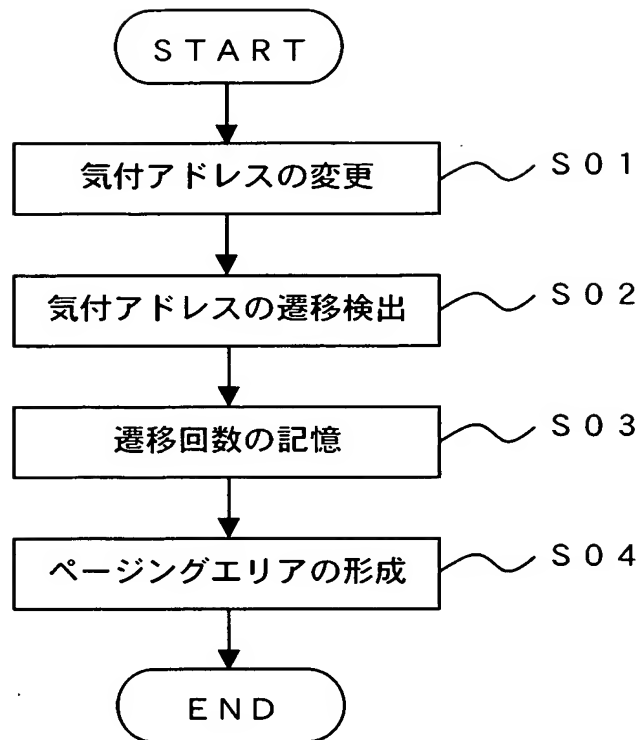 ＳＴＡＲＴ
気付アドレスの変更
Ｓ０１
気付アドレスの遷移検出
Ｓ０２
遷移回数の記憶
Ｓ０３
ページングエリアの形成
Ｓ０４
ＥＮＤ